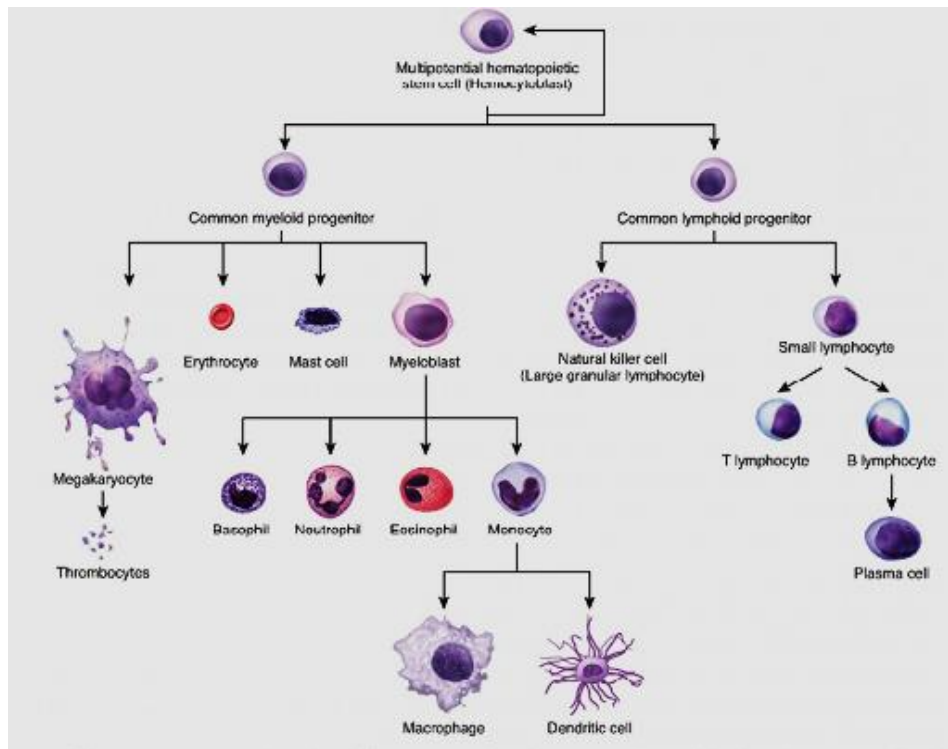 Multipotential hematopoietic
stem cell (Hemocytoblast)
Common myeloid progenitor
Common lymphoid progenitor
Erythrocyte
Mast cell
Myeloblast
Natural killer cell
(Large granular lymphocyte)
Small lymphocyte
T lymphocyte
B lymphocyte
Megakaryocyte
Basophil
Neutrophil
Eosinophil
Monocyte
Thrombocytes
Plasma cell
Macrophage
Dendritic cell